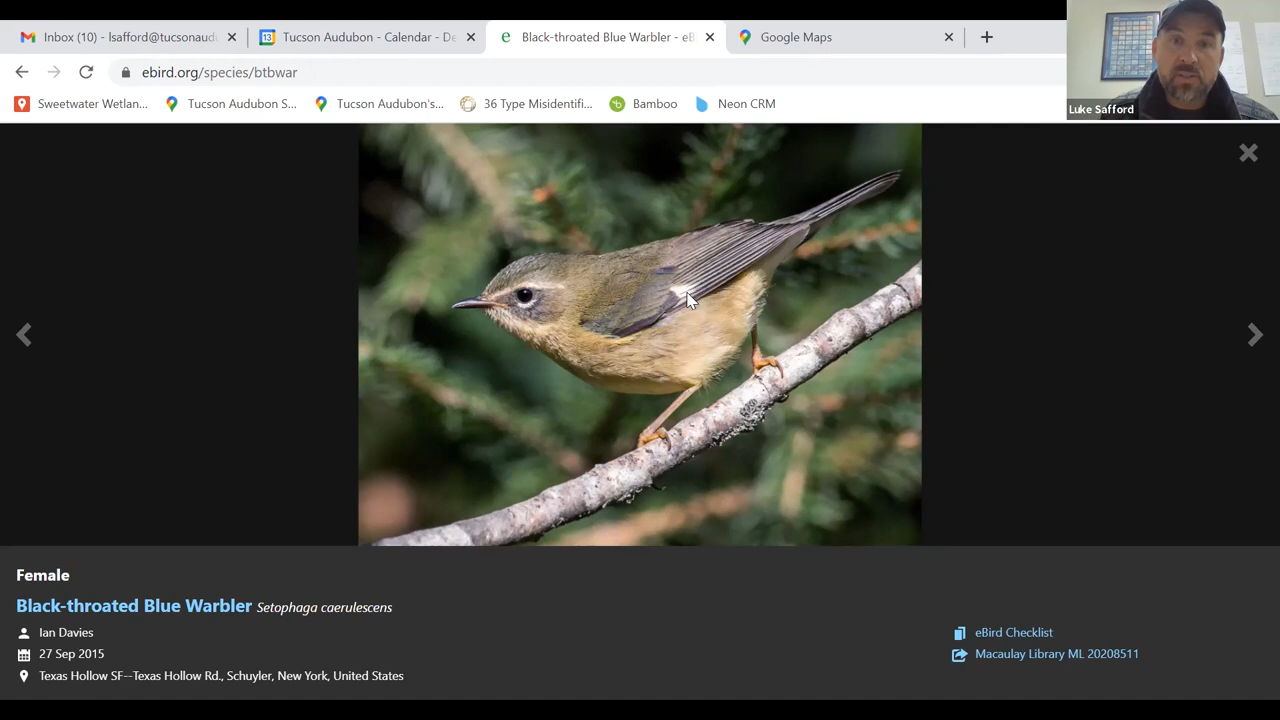 Inbox (10) - lsafford@tucsonaud
13
Tucson Audubon - Calen
Black-throated Blue Warbler - eB
Google Maps
ebird.org/species/btbwar
Sweetwater Wetlan...
Tucson Audubon S...
Tucson Audubon's...
36 Type Misidentifi...
Bamboo
Neon CRM
Luke Safford
Female
Black-throated Blue Warbler Setophaga caerulescens
Ian Davies
27 Sep 2015
Texas Hollow SF--Texas Hollow Rd., Schuyler, New York, United States
eBird Checklist
Macaulay Library ML 20208511